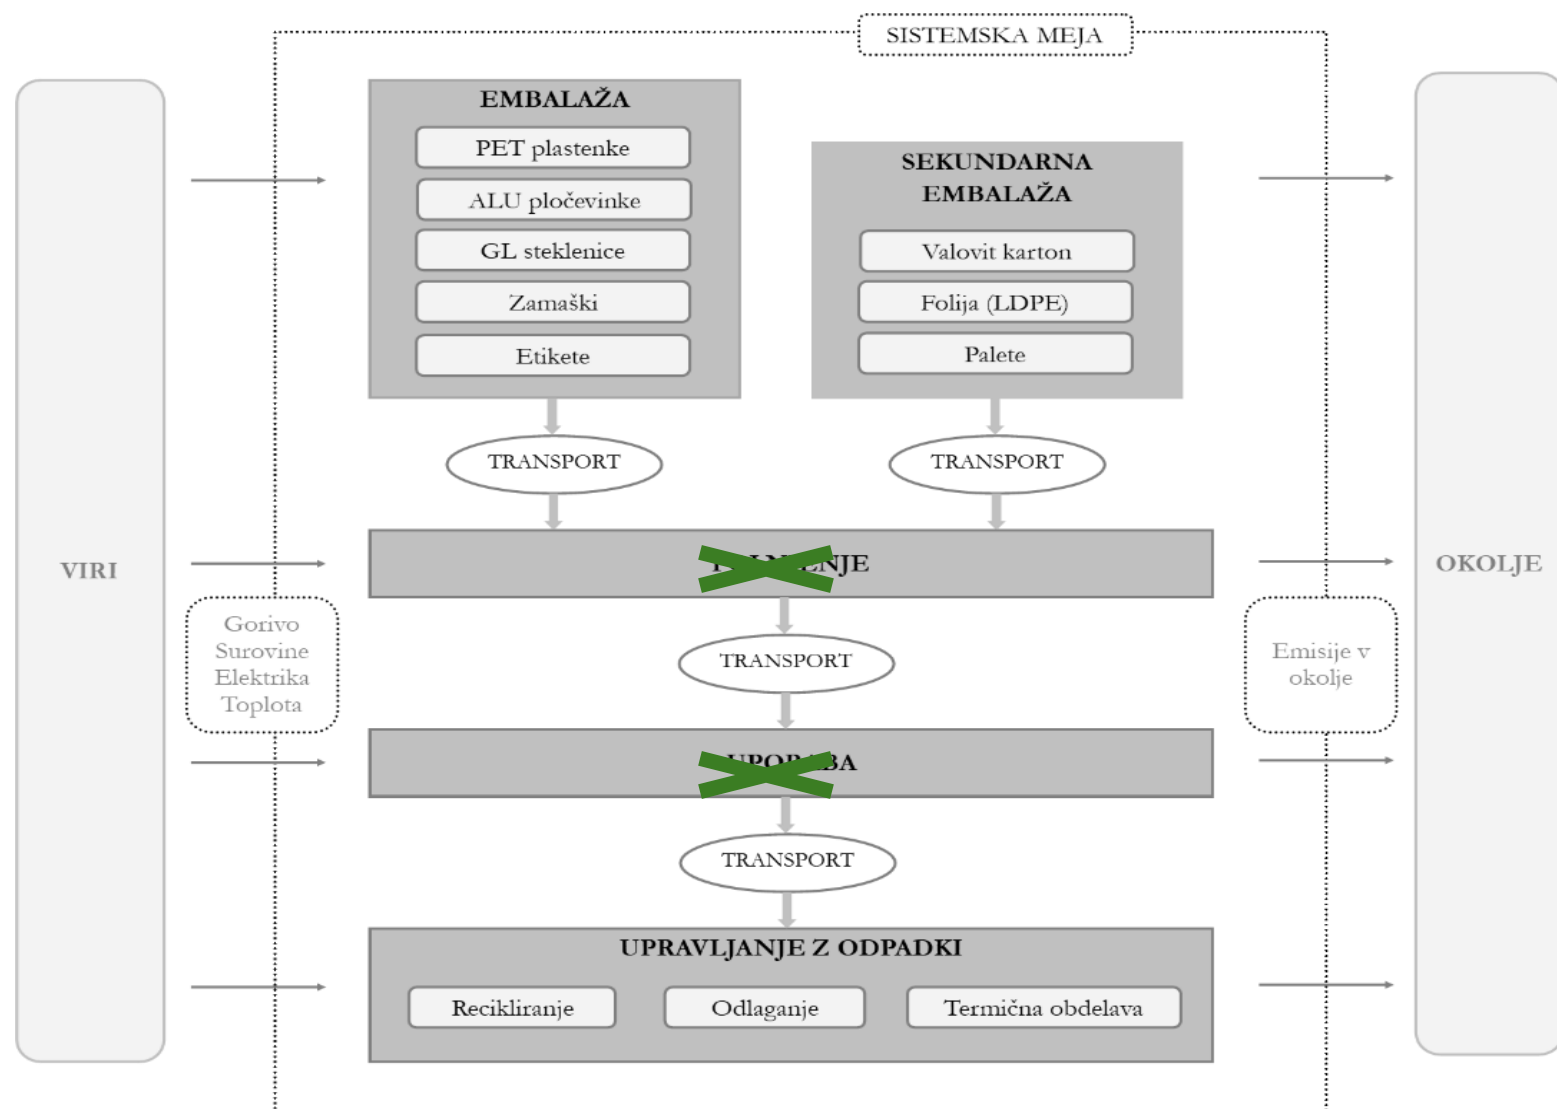 SISTEMSKA MEJA
EMBALAŽA
PET plastenke
ALU pločevinke
GL steklenice
Zamaški
Etikete
SEKUNDARNA
EMBALAŽA
Valovit karton
Folija (LDPE)
Palete
TRANSPORT
TRANSPORT
VIRI
OKOLJE
Gorivo
Surovine
Elektrika
Toplota
Emisije v
okolje
TRANSPORT
UPORABA
TRANSPORT
UPRAVLJANJE Z ODPADKI
Recikliranje
Odlaganje
Termična obdelava